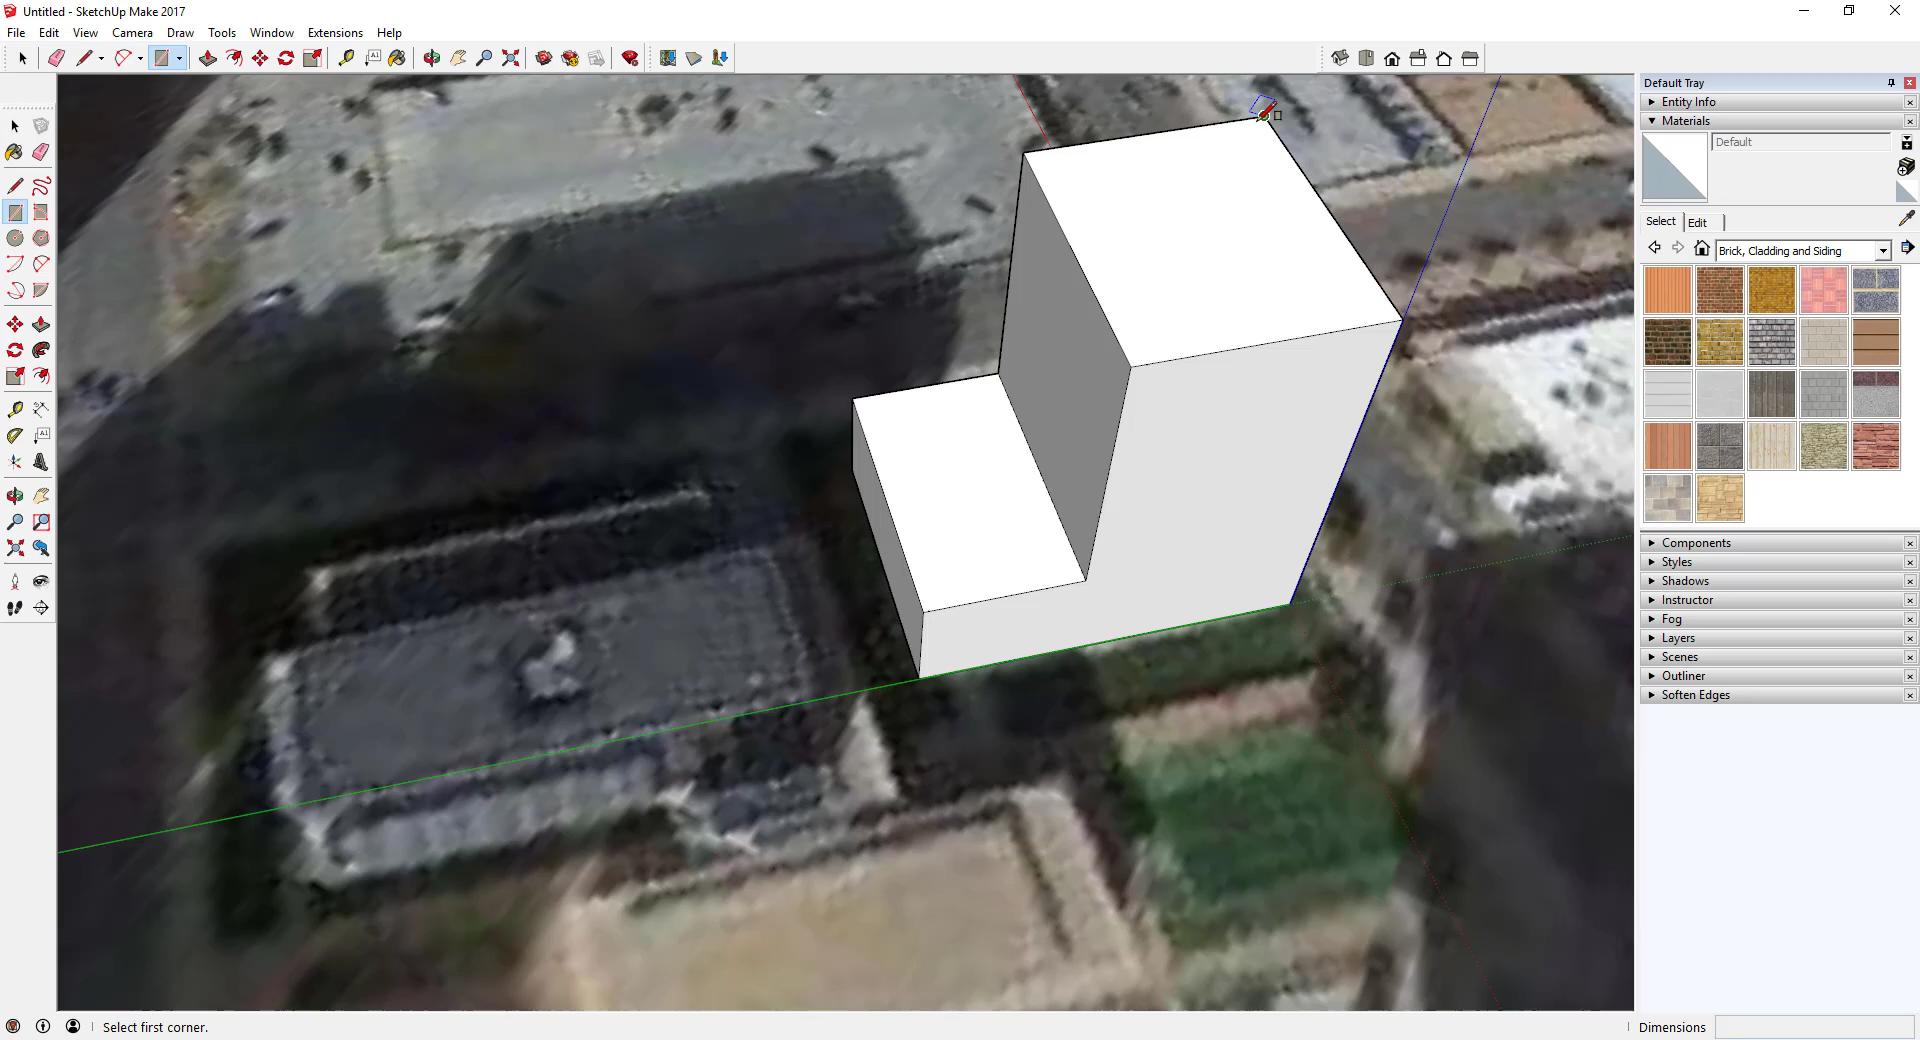 Untitled - SketchUp Make 2017
File Edit View Camera Draw Tools Window Extensions Help
A1
Default Tray
Entity Info
Materials
Default
Select Edit
Brick, Cladding and Siding
A1
Components
Styles
Shadows
Instructor
Fog
Layers
Scenes
Outliner
Soften Edges
Select first corner.
Dimensions